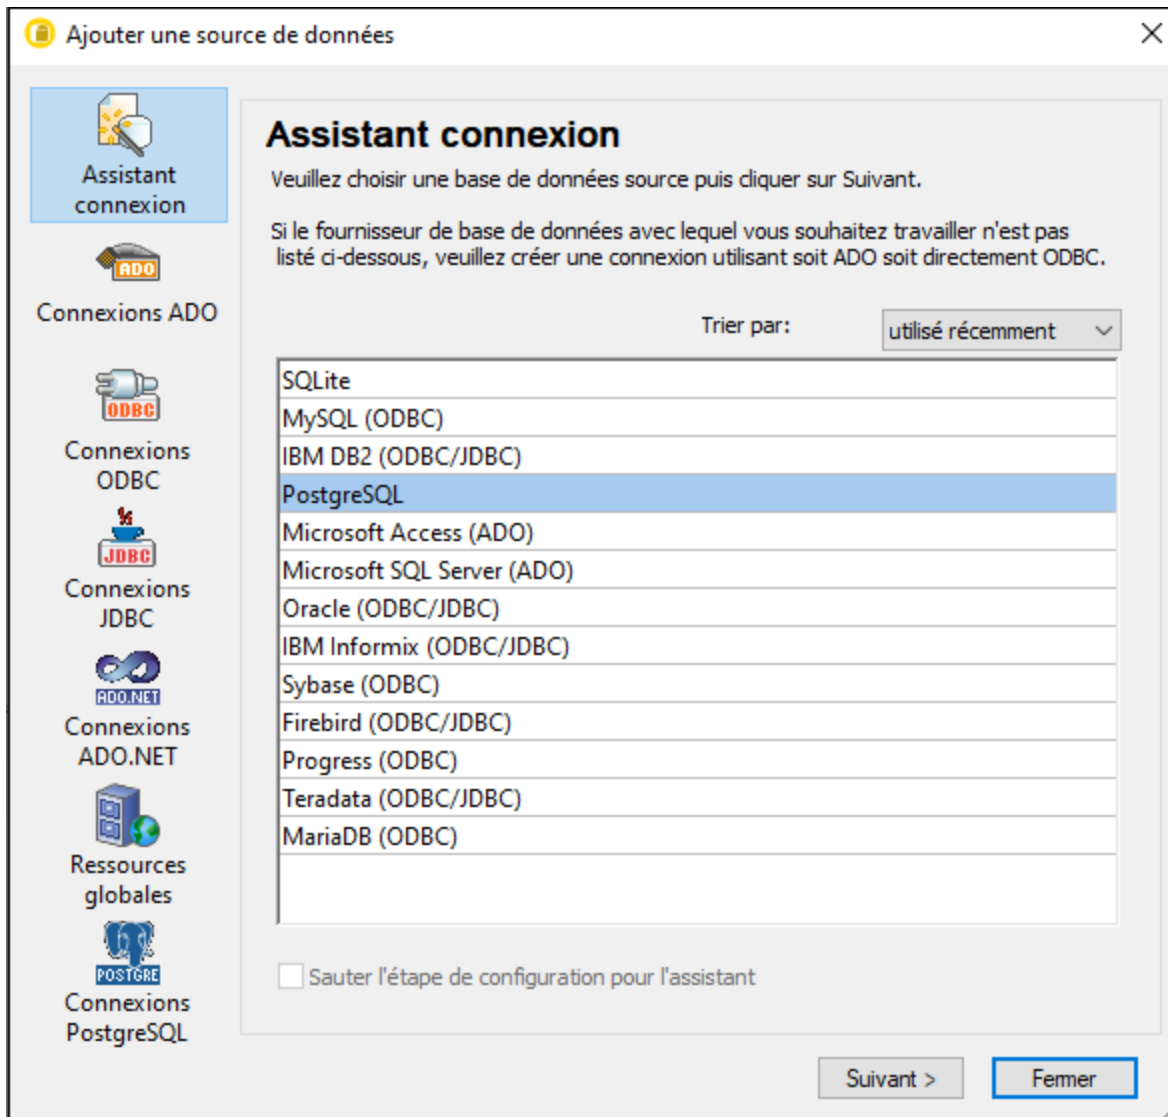 Ajouter une source de données
Assistant
connexion
ADO
Connexions ADO
ODBC
Connexions
ODBC
JDBC
Connexions
JDBC
ADO.NET
Connexions
ADO.NET
Ressources
globales
POSTGRE
Connexions
PostgreSQL
Assistant connexion
Veuillez choisir une base de données source puis cliquer sur Suivant.
Si le fournisseur de base de données avec lequel vous souhaitez travailler n'est pas
listé ci-dessous, veuillez créer une connexion utilisant soit ADO soit directement ODBC.
Trier par:
utilisé récemment
SQLite
MySQL (ODBC)
IBM DB2 (ODBC/JDBC)
PostgreSQL
Microsoft Access (ADO)
Microsoft SQL Server (ADO)
Oracle (ODBC/JDBC)
IBM Informix (ODBC/JDBC)
Sybase (ODBC)
Firebird (ODBC/JDBC)
Progress (ODBC)
Teradata (ODBC/JDBC)
MariaDB (ODBC)
Sauter l'étape de configuration pour l'assistant
Suivant >
Fermer